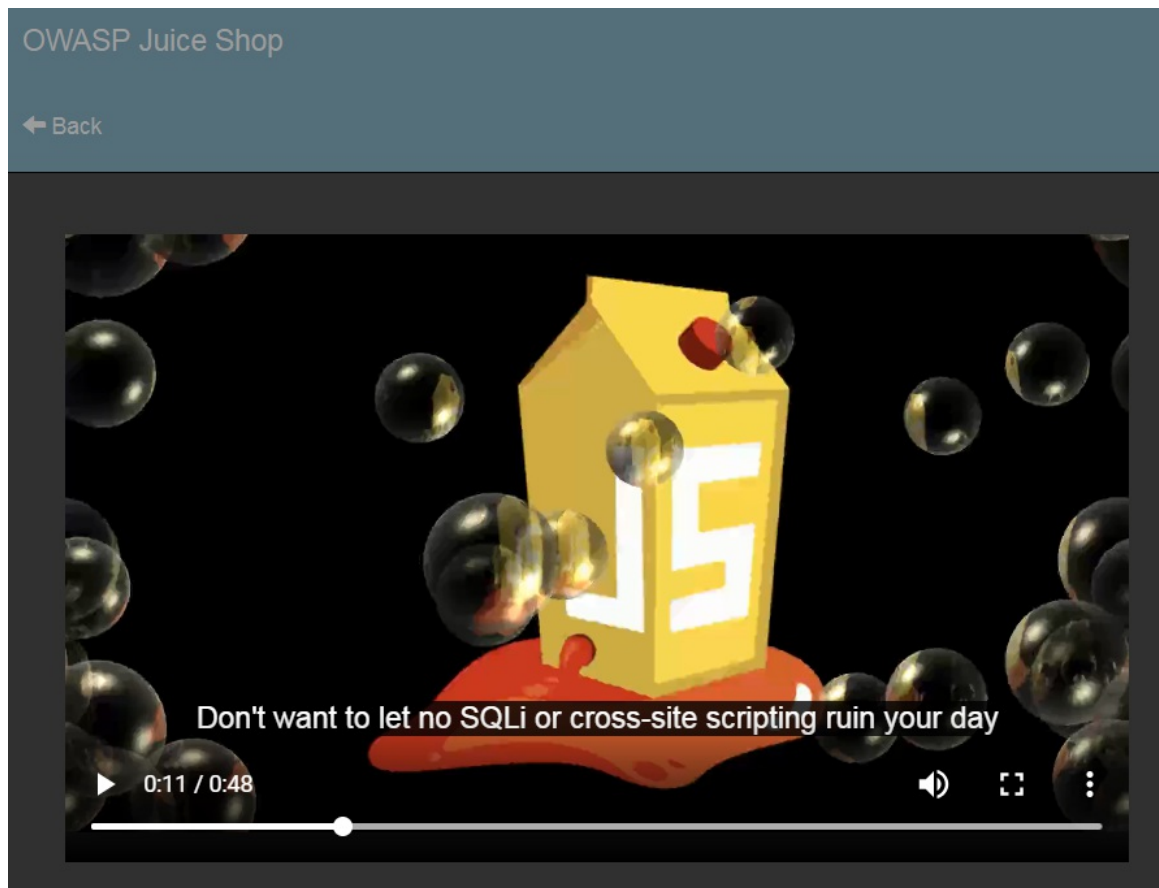 OWASP Juice Shop
Back
JS
Don't want to let no SQLi or cross-site scripting ruin your day
0:11 / 0:48